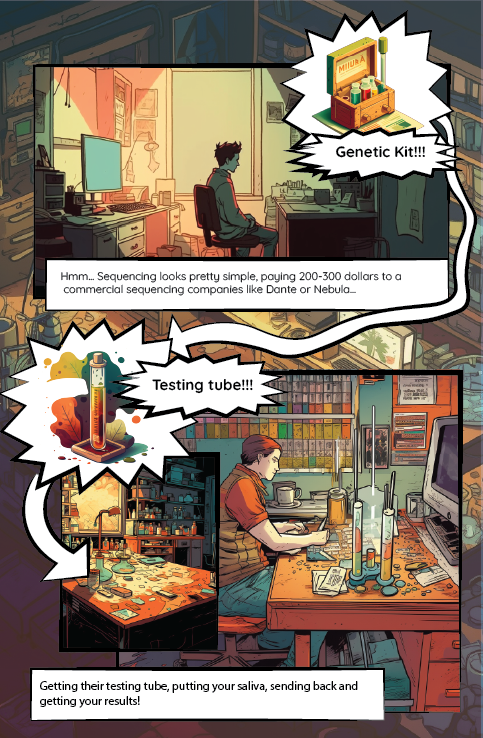 Genetic Kit!!!
Hmm... Sequencing looks pretty simple, paying 200-300 dollars to a
commercial sequencing companies like Dante or Nebula...
Testing tube!!!
Getting their testing tube, putting your saliva, sending back and
getting your results!